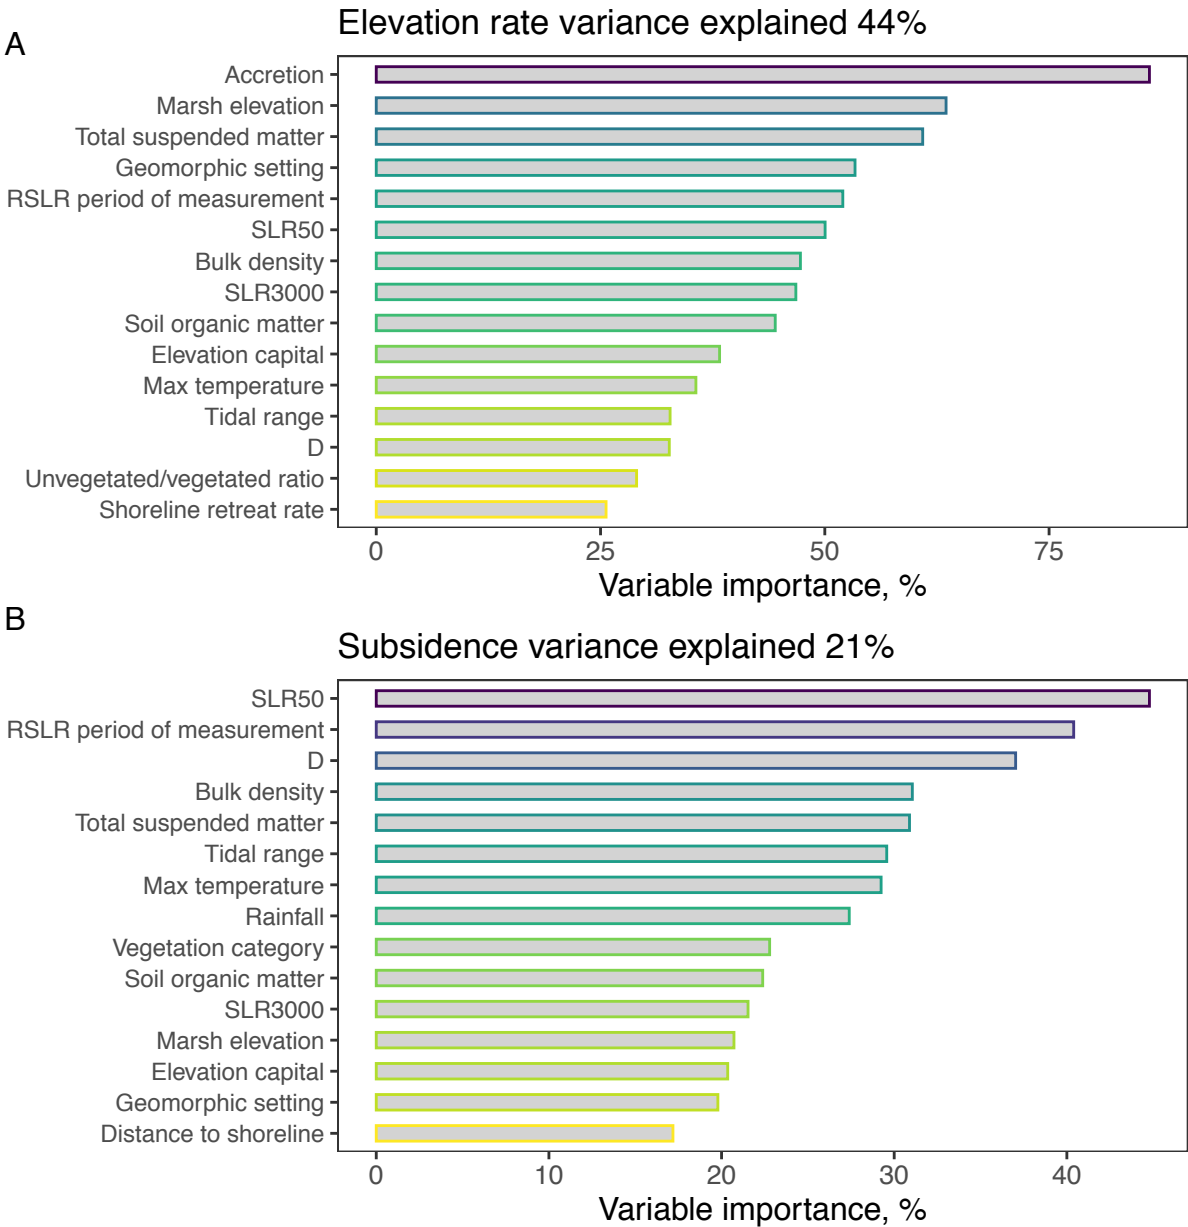 A
Elevation rate variance explained 44%
Accretion
Marsh elevation
Total suspended matter
Geomorphic setting
RSLR period of measurement
SLR50
Bulk density
SLR3000
Soil organic matter
Elevation capital
Max temperature
Tidal range
D
Unvegetated/vegetated ratio
Shoreline retreat rate
0 25 50 75
Variable importance, %
B
Subsidence variance explained 21%
SLR50
RSLR period of measurement
D
Bulk density
Total suspended matter
Tidal range
Max temperature
Rainfall
Vegetation category
Soil organic matter
SLR3000
Marsh elevation
Elevation capital
Geomorphic setting
Distance to shoreline
0 10 20 30 40
Variable importance, %